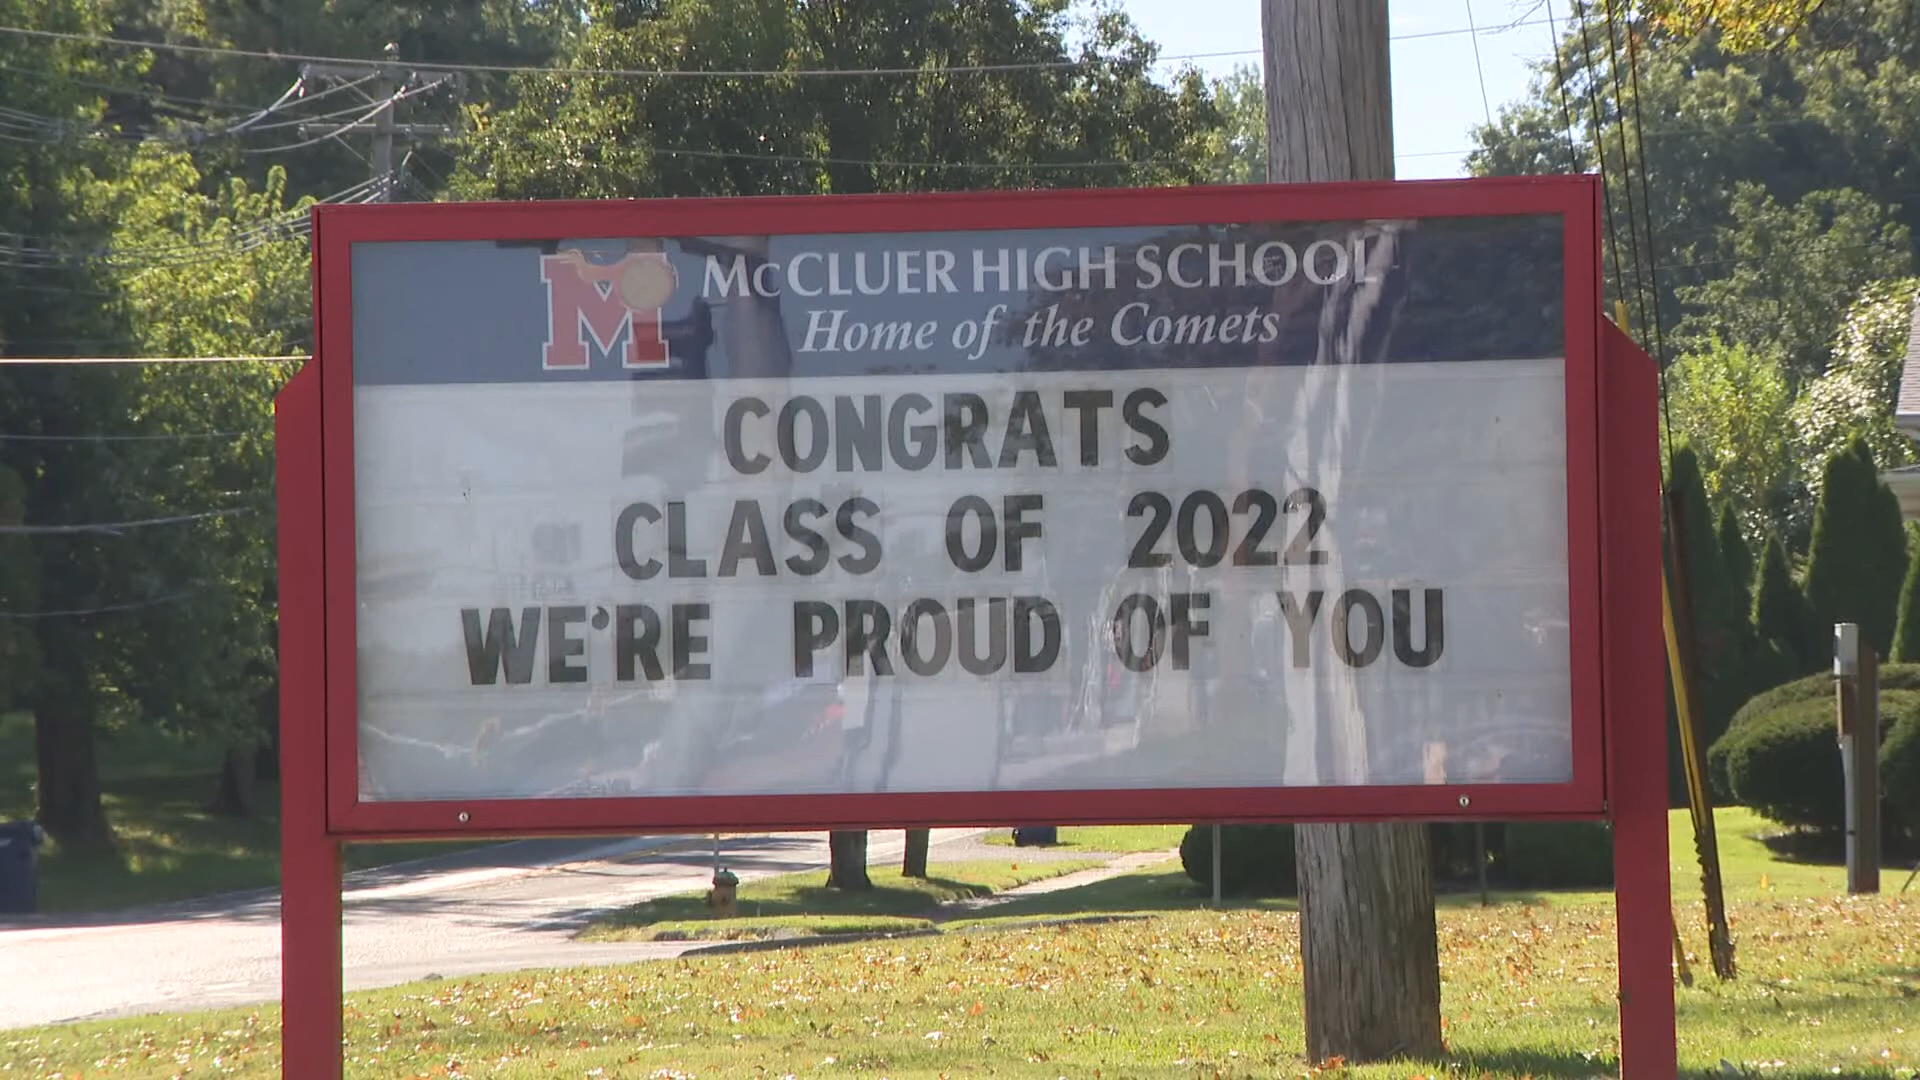 M McCLUER HIGH SCHOOL
Home of the Comets
CONGRATS
CLASS OF 2022
WE'RE PROUD OF YOU